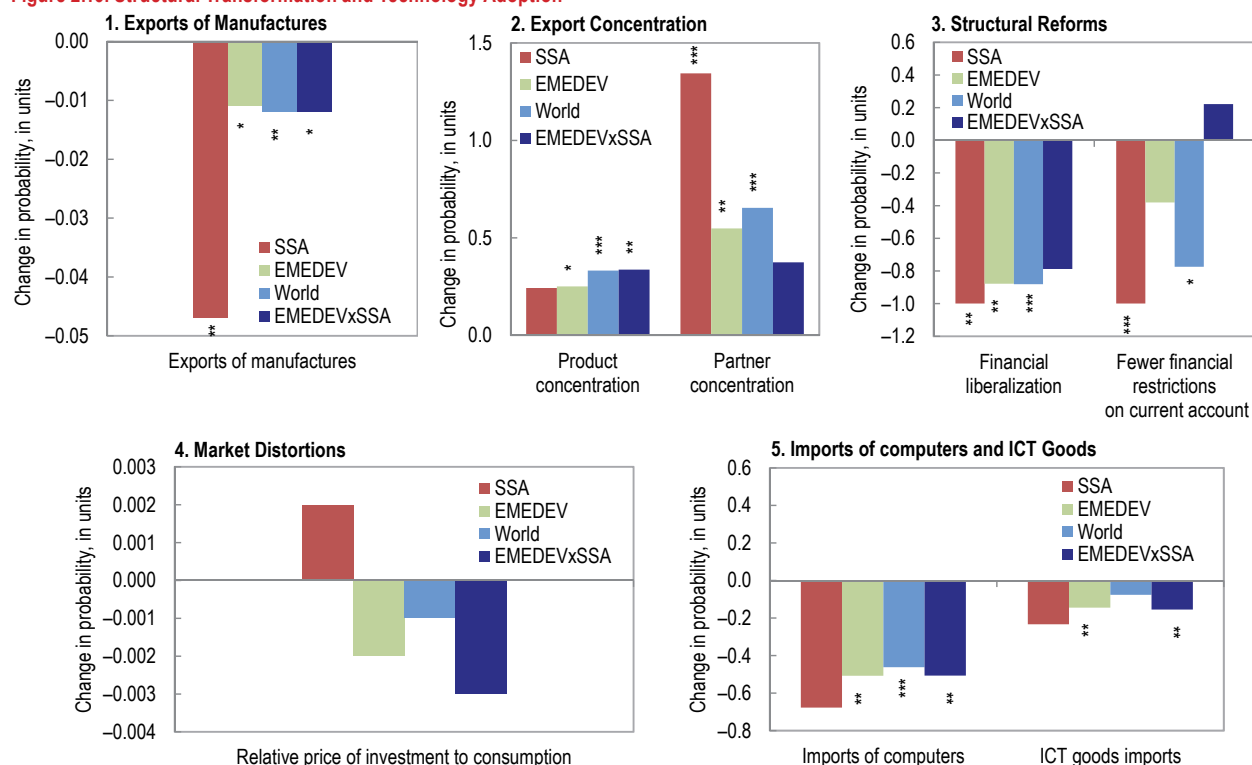 1. Exports of Manufactures
0.00
–0.01
–0.02
–0.03
–0.04
–0.05
Change in probability, in units
*
**
*
**
SSA
EMEDEV
World
EMEDEVxSSA
Exports of manufactures
2. Export Concentration
1.5
1.0
0.5
0.0
Change in probability, in units
SSA
EMEDEV
World
EMEDEVxSSA
*
***
**
***
**
***
Product
concentration
Partner
concentration
3. Structural Reforms
0.6
0.4
0.2
0.0
–0.2
–0.4
–0.6
–0.8
–1.0
–1.2
Change in probability, in units
SSA
EMEDEV
World
EMEDEVxSSA
**
**
***
***
*
Financial
liberalization
Fewer financial
restrictions
on current account
4. Market Distortions
0.003
0.002
0.001
0.000
–0.001
–0.002
–0.003
–0.004
Change in probability, in units
SSA
EMEDEV
World
EMEDEVxSSA
Relative price of investment to consumption
5. Imports of computers and ICT Goods
0.6
0.4
0.2
0.0
–0.2
–0.4
–0.6
–0.8
Change in probability, in units
SSA
EMEDEV
World
EMEDEVxSSA
**
***
**
**
**
Imports of computers
ICT goods imports